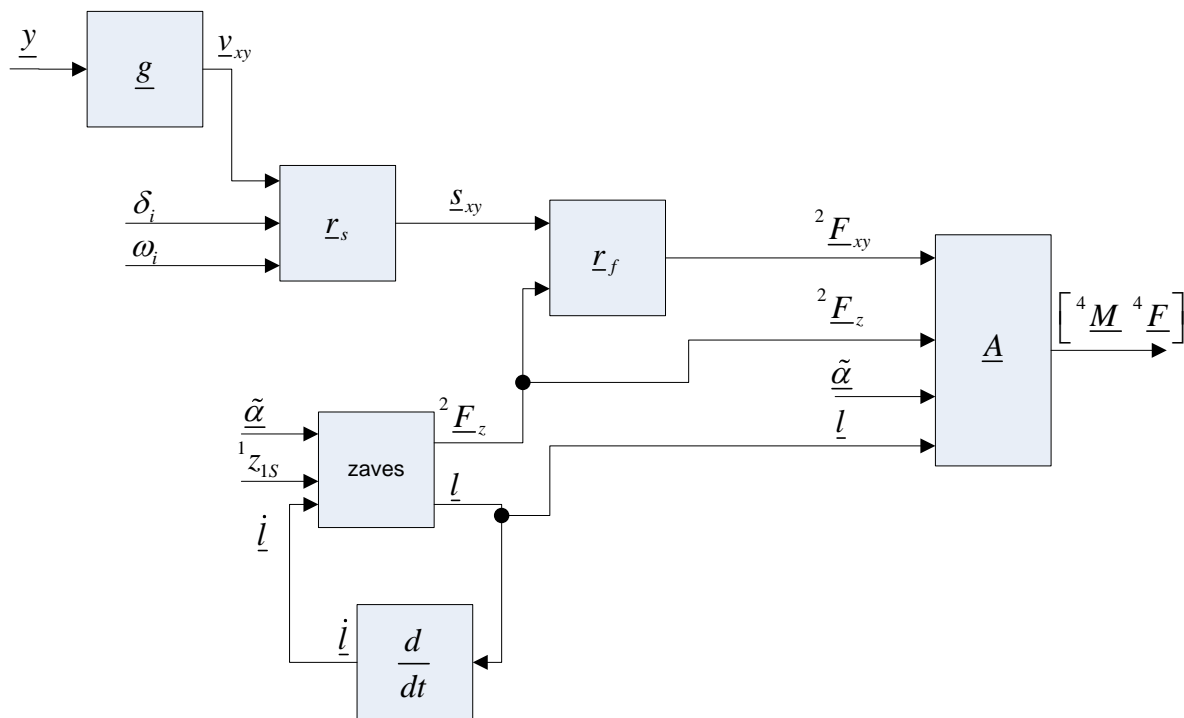 y
g
v_xy
δ_i
ω_i
r_s
s_xy
r_f
²F_xy
²F_z
α̃
l
A
[⁴M ⁴F]
α̃
¹z_1S
l̇
zaves
²F_z
l
l̇
d/dt